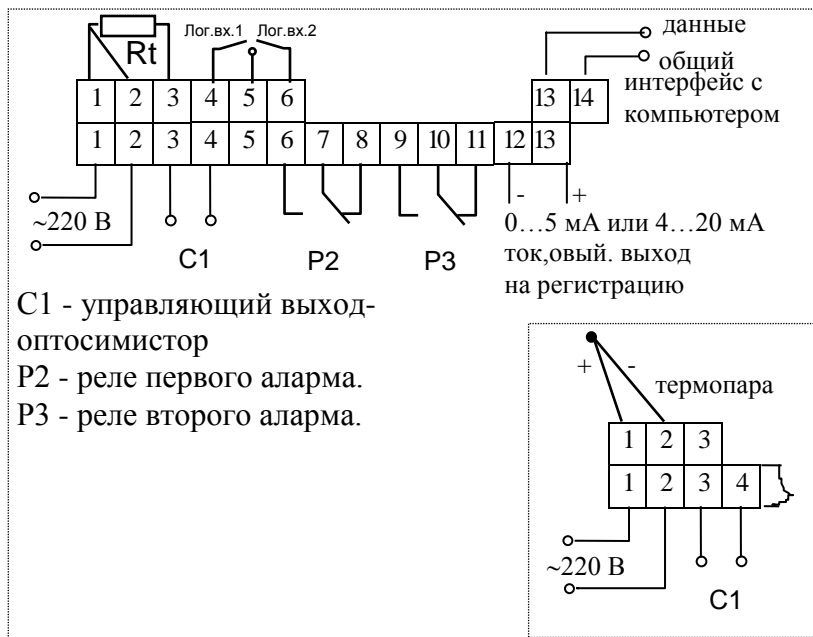 Rt
Лог.вх.1 Лог.вх.2
данные
общий
интерфейс с
компьютером
1 2 3 4 5 6 13 14
1 2 3 4 5 6 7 8 9 10 11 12 13
~220 В
- +
0…5 мА или 4…20 мА
ток,овый. выход
на регистрацию
С1 Р2 Р3
С1 - управляющий выход-
оптосимистор
Р2 - реле первого аларма.
Р3 - реле второго аларма.
+ -
термопара
1 2 3
1 2 3 4
~220 В
С1